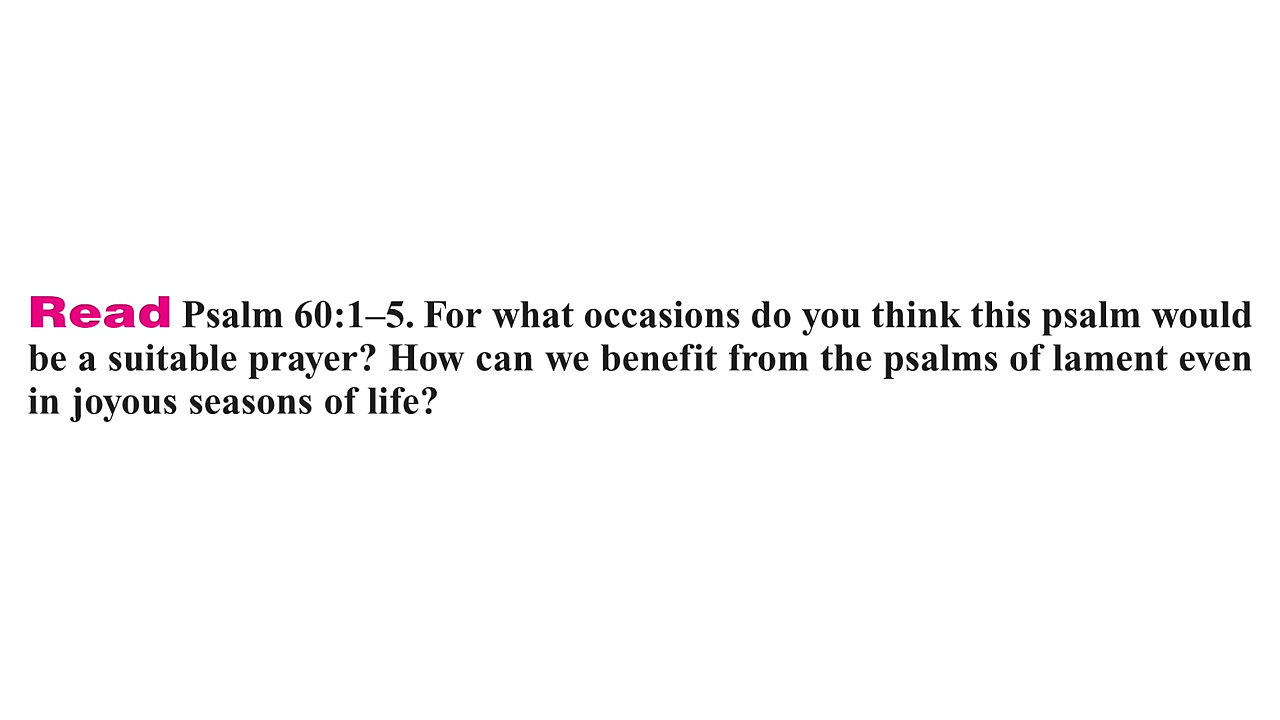 Read Psalm 60:1–5. For what occasions do you think this psalm would
be a suitable prayer? How can we benefit from the psalms of lament even
in joyous seasons of life?